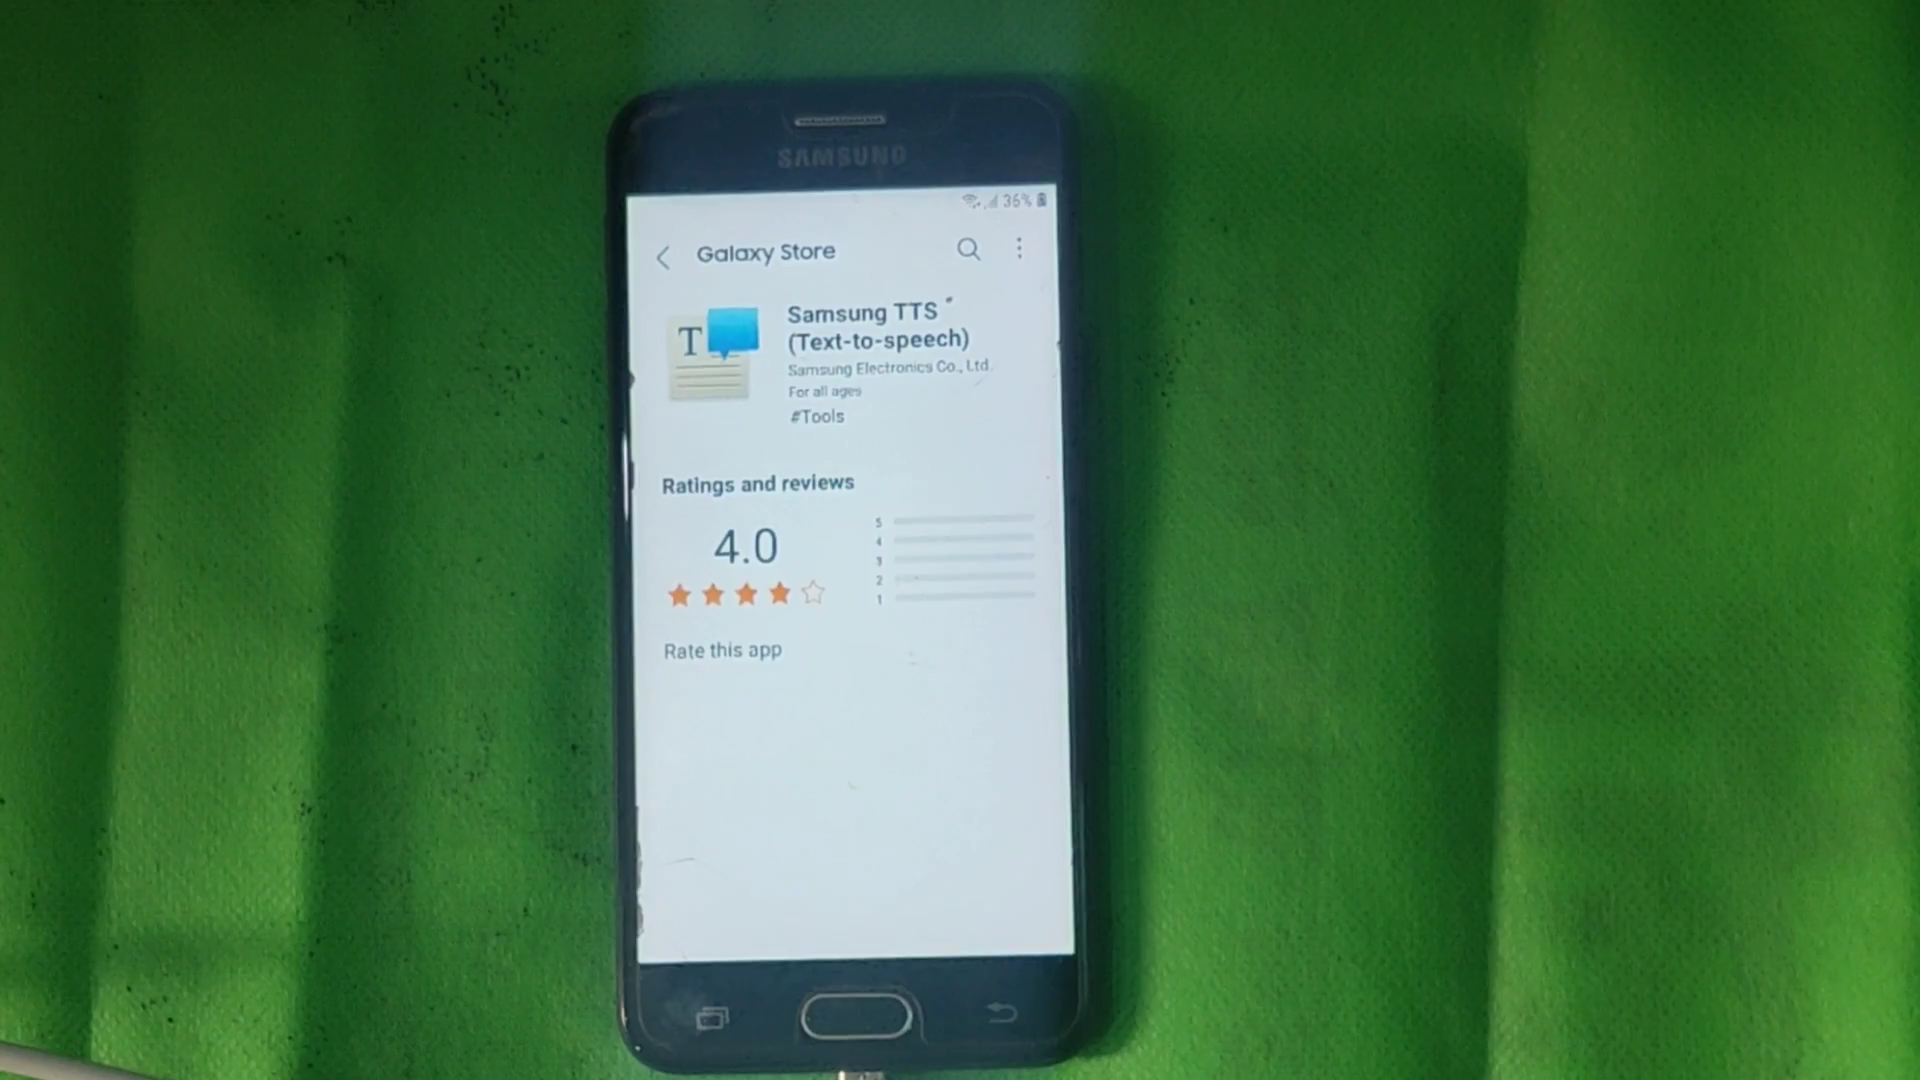 SAMSUNG
36%
Galaxy Store
T
Samsung TTS
(Text-to-speech)
Samsung Electronics Co., Ltd.
For all ages
#Tools
Ratings and reviews
4.0
5
4
3
2
1
Rate this app